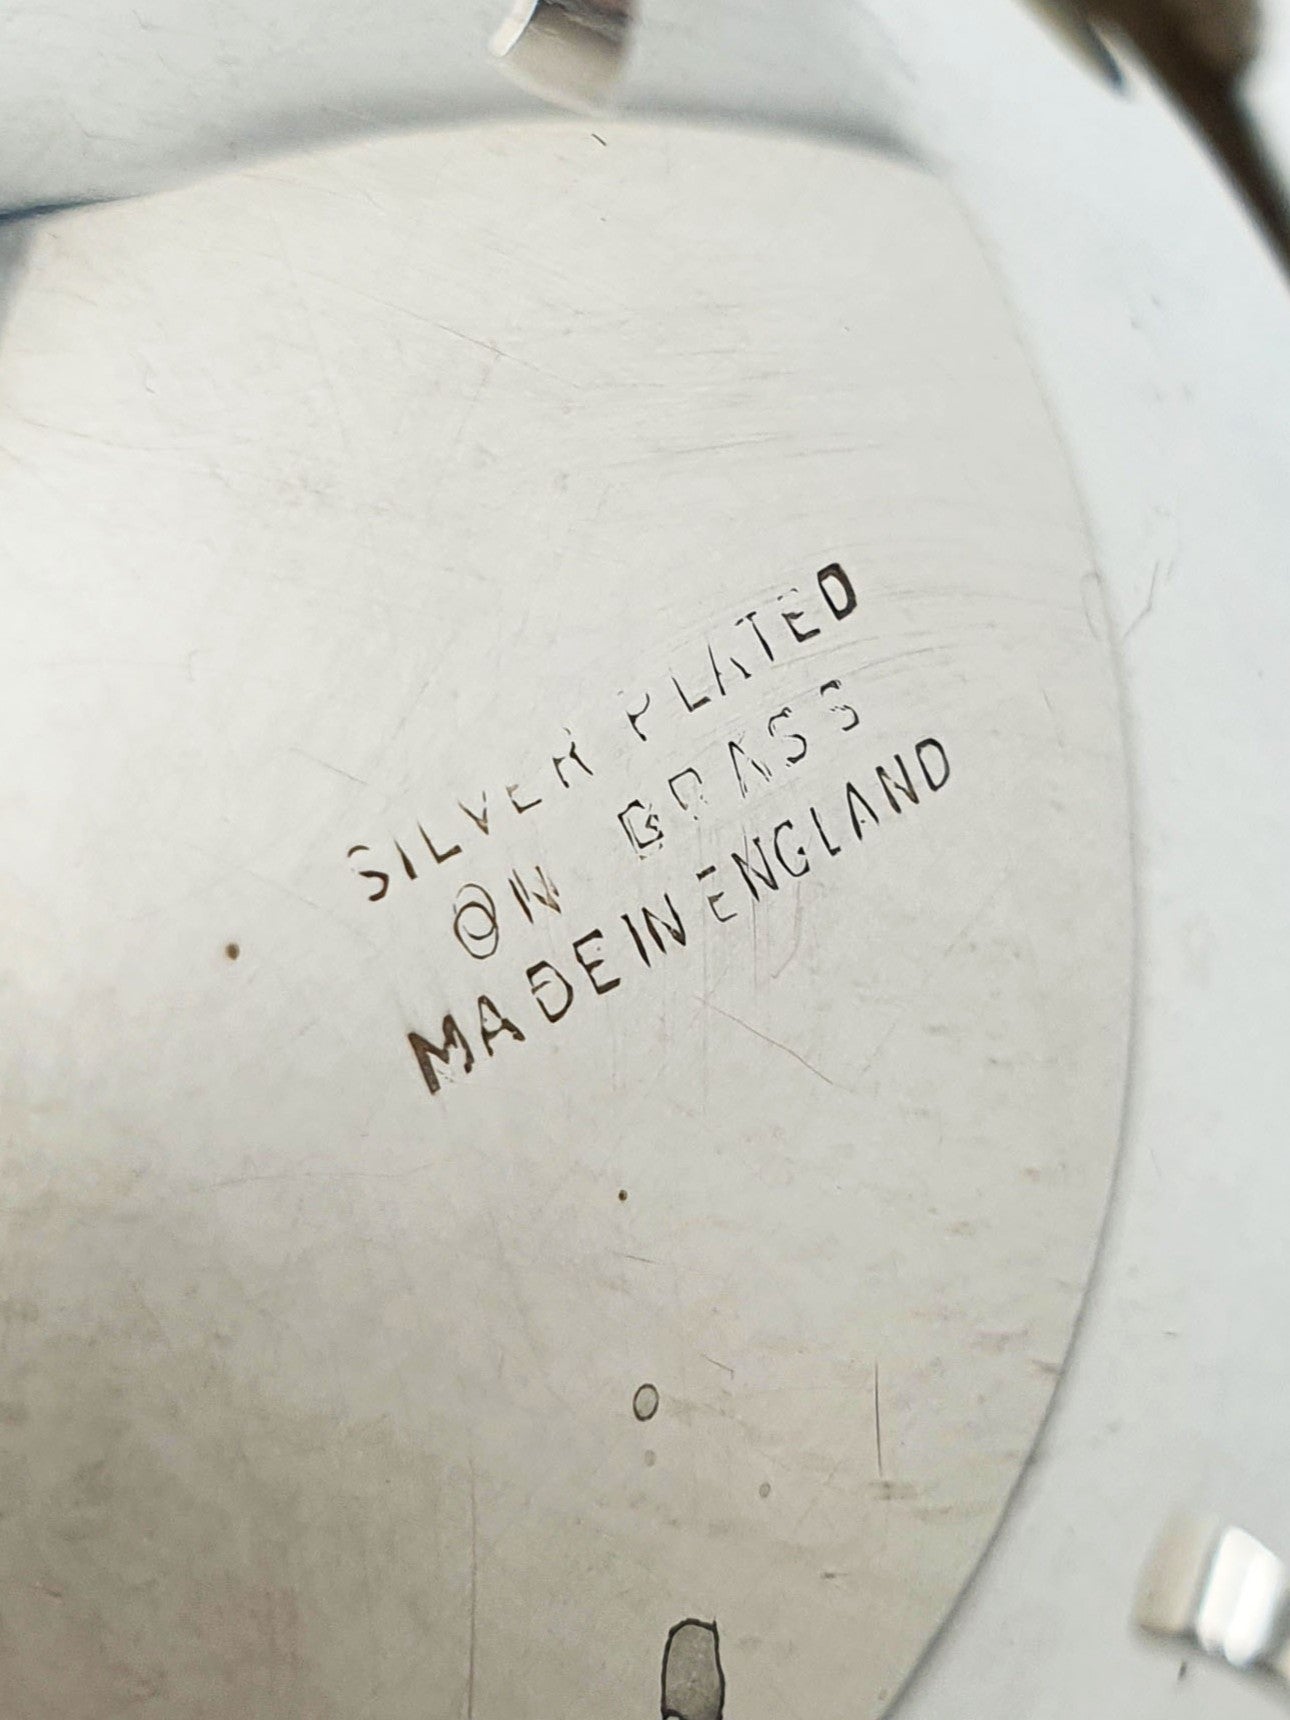 SILVER PLATED
ON BRASS
MADE IN ENGLAND